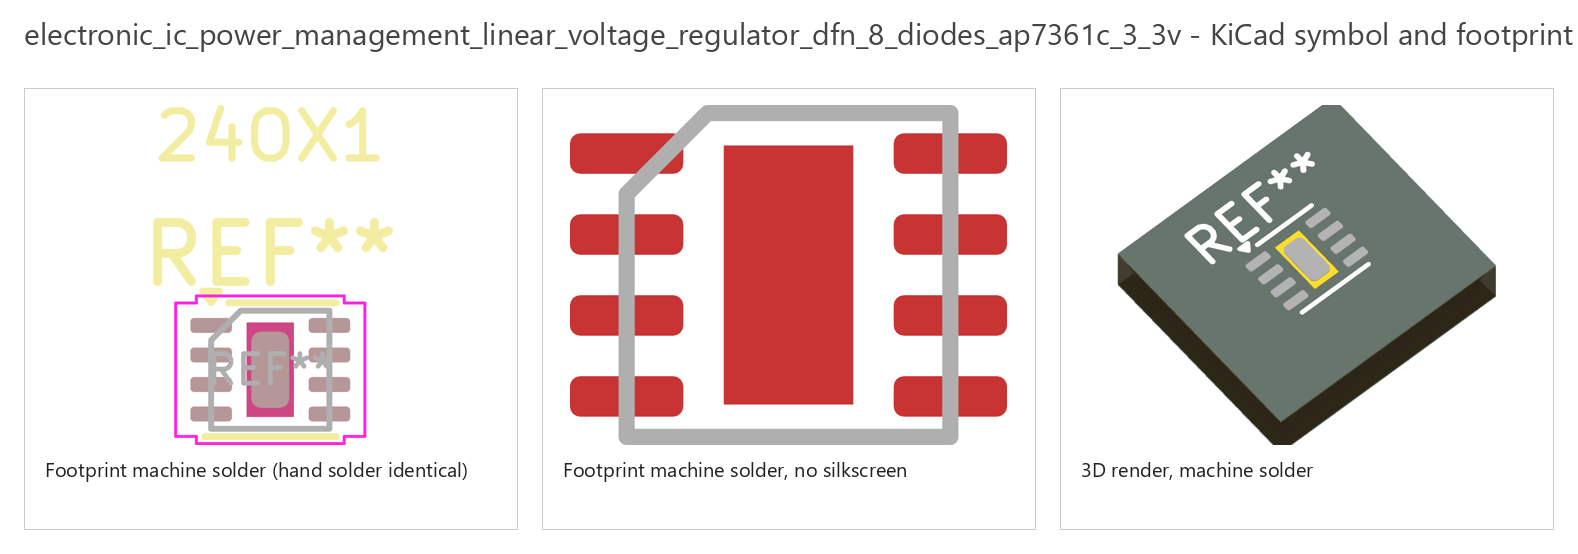 electronic_ic_power_management_linear_voltage_regulator_dfn_8_diodes_ap7361c_3_3v - KiCad symbol and footprint
240X1
REF**
REF**
Footprint machine solder (hand solder identical)
Footprint machine solder, no silkscreen
REF**
3D render, machine solder